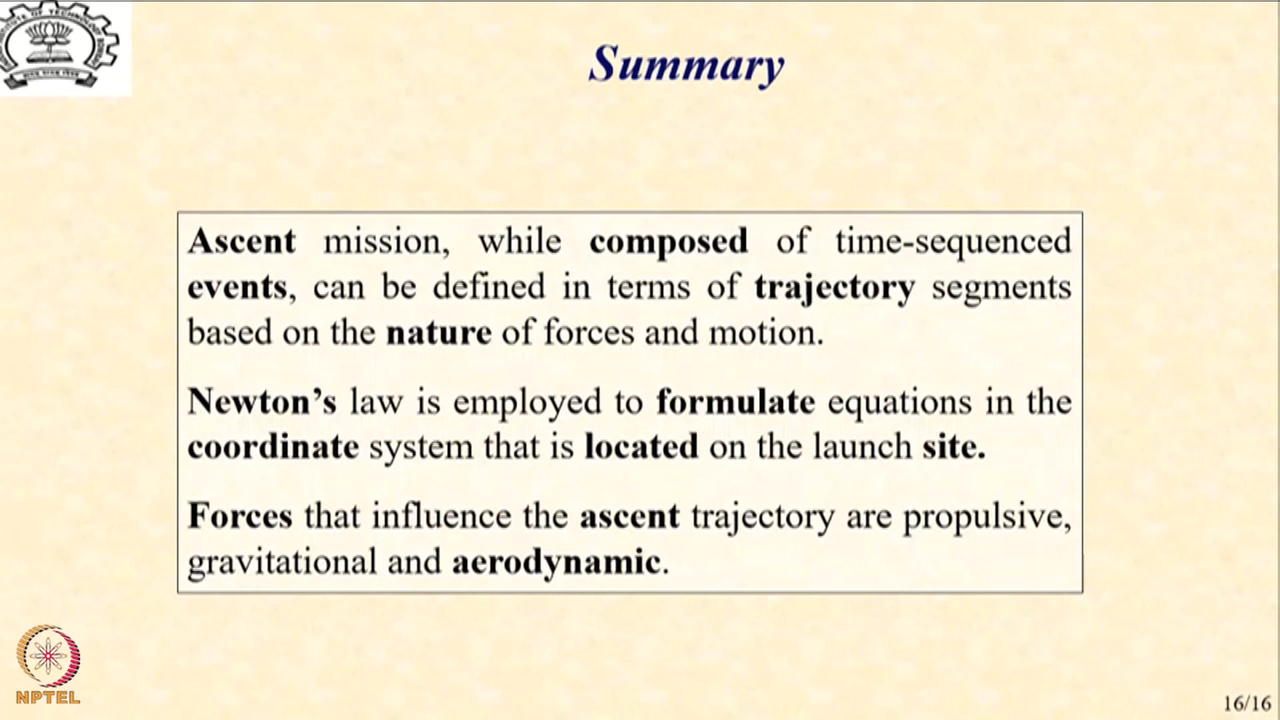 Summary
Ascent mission, while composed of time-sequenced
events, can be defined in terms of trajectory segments
based on the nature of forces and motion.
Newton's law is employed to formulate equations in the
coordinate system that is located on the launch site.
Forces that influence the ascent trajectory are propulsive,
gravitational and aerodynamic.
NPTEL
16/16